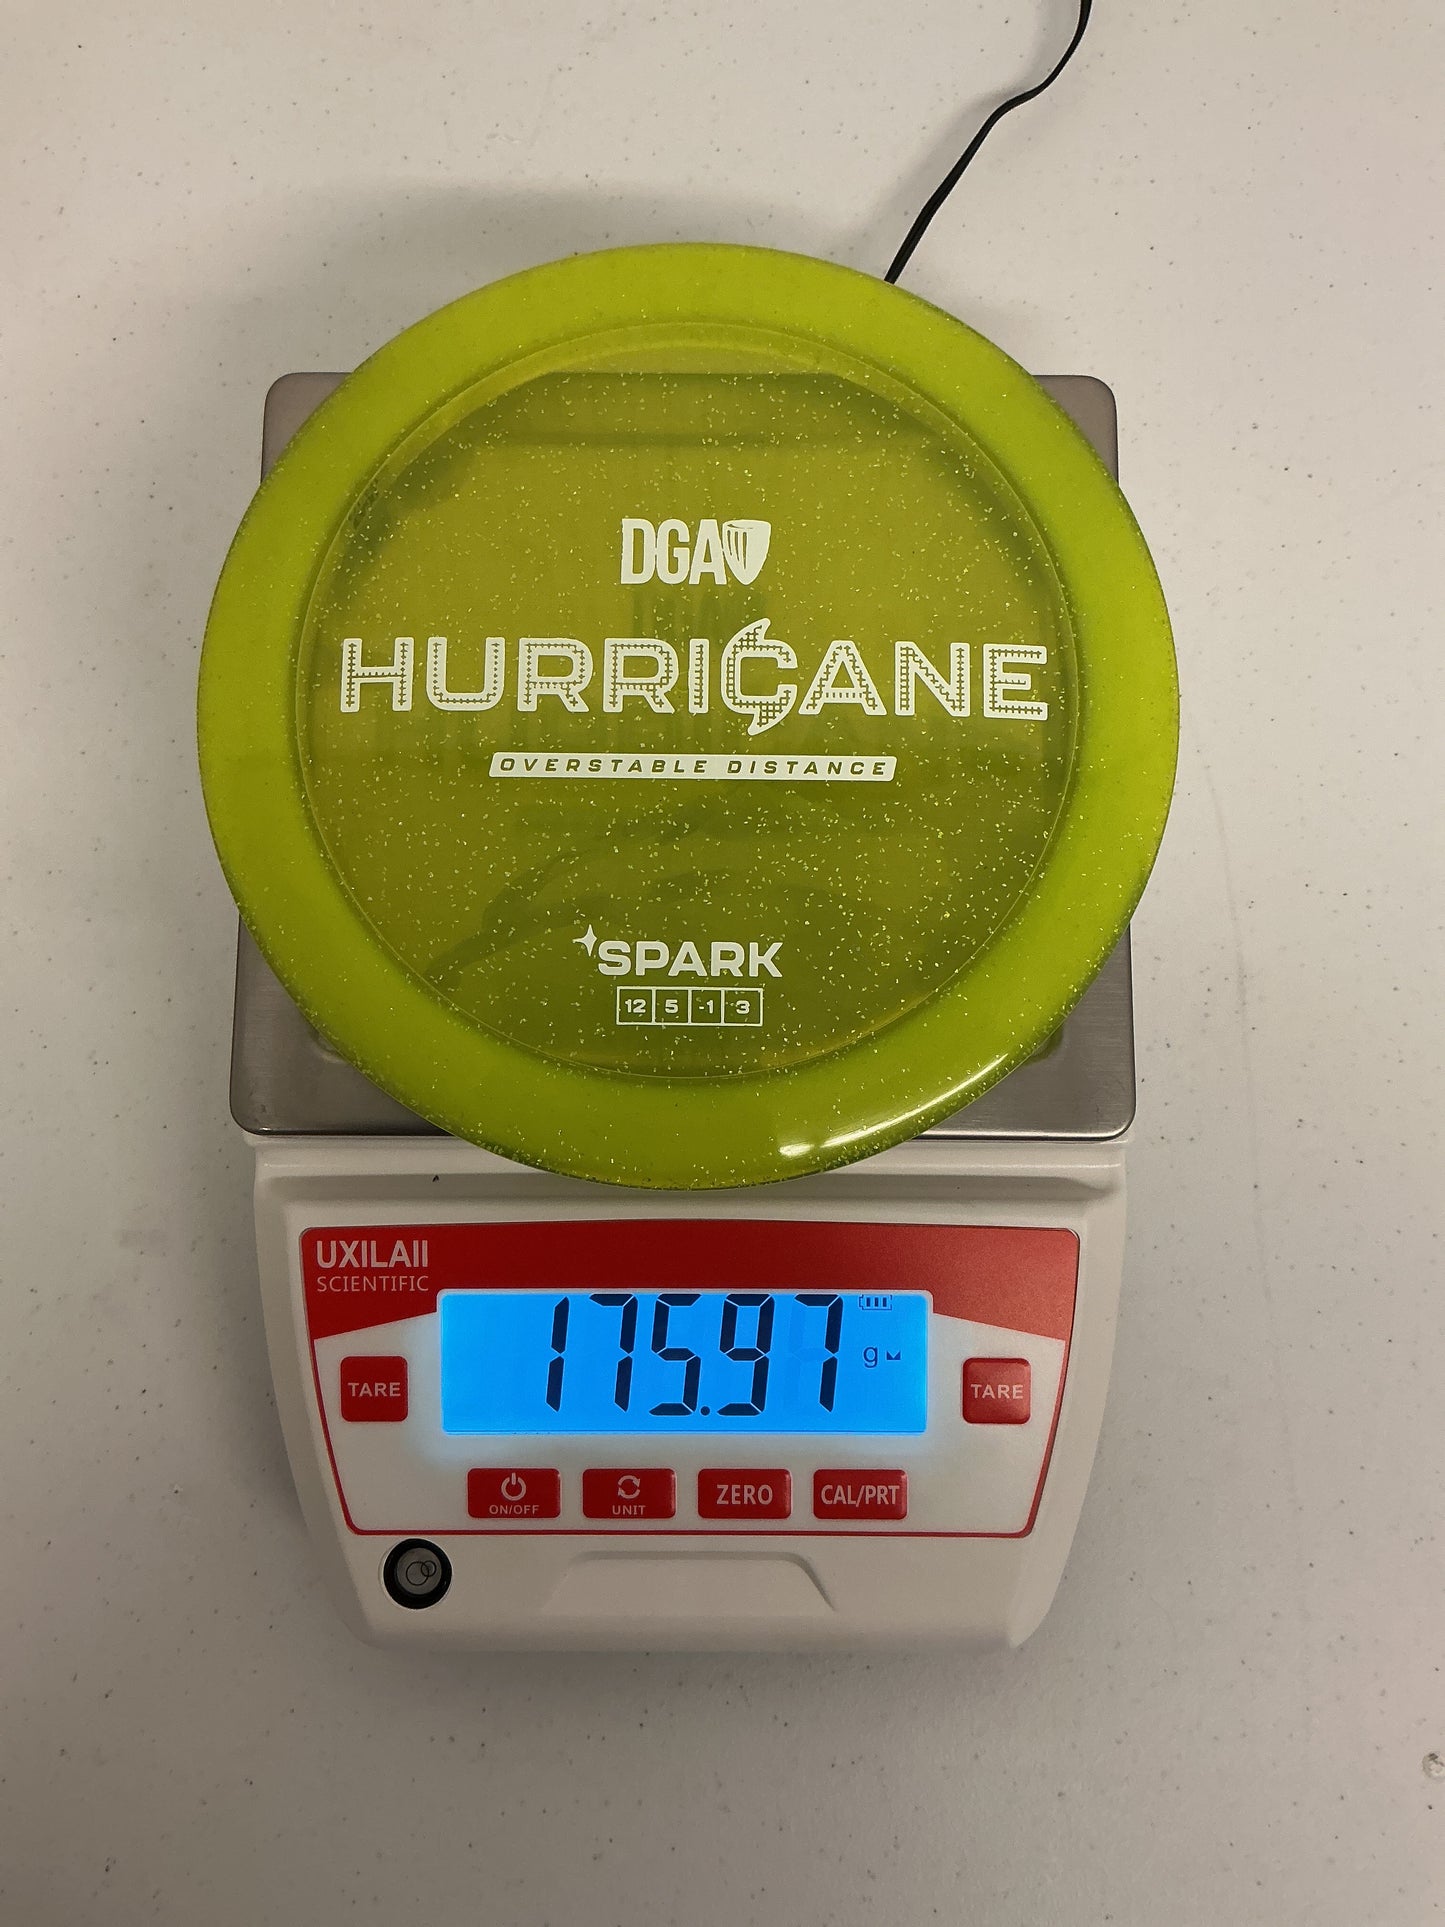 DGA
HURRICANE
OVERSTABLE DISTANCE
SPARK
12 5 -1 3
UXILAII
SCIENTIFIC
175.97 g
TARE
TARE
ON/OFF UNIT ZERO CAL/PRT